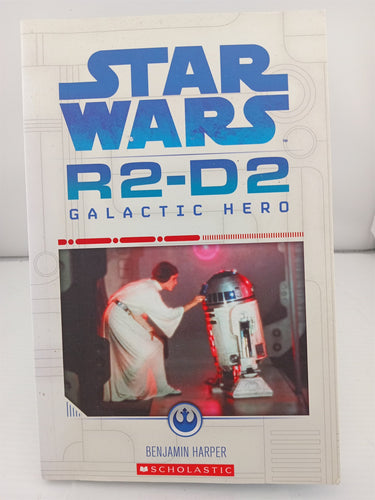 STAR
WARS
R2-D2
GALACTIC HERO
BENJAMIN HARPER
SCHOLASTIC